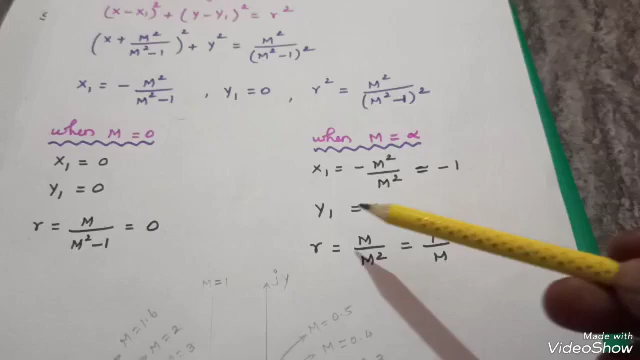 (x-x₁)² + (y-y₁)² = r²
(x + M²/(M²-1))² + y² = M²/(M²-1)²
x₁ = - M²/(M²-1) , y₁ = 0 , r² = M²/(M²-1)²
when M = 0
x₁ = 0
y₁ = 0
r = M/(M²-1) = 0
when M = α
x₁ = - M²/M² ≈ -1
y₁ =
r = M/M² = 1/M
M=1
jy
M=1.6
M=2
M=3
M=0.5
M=0.4
Made with
VideoShow